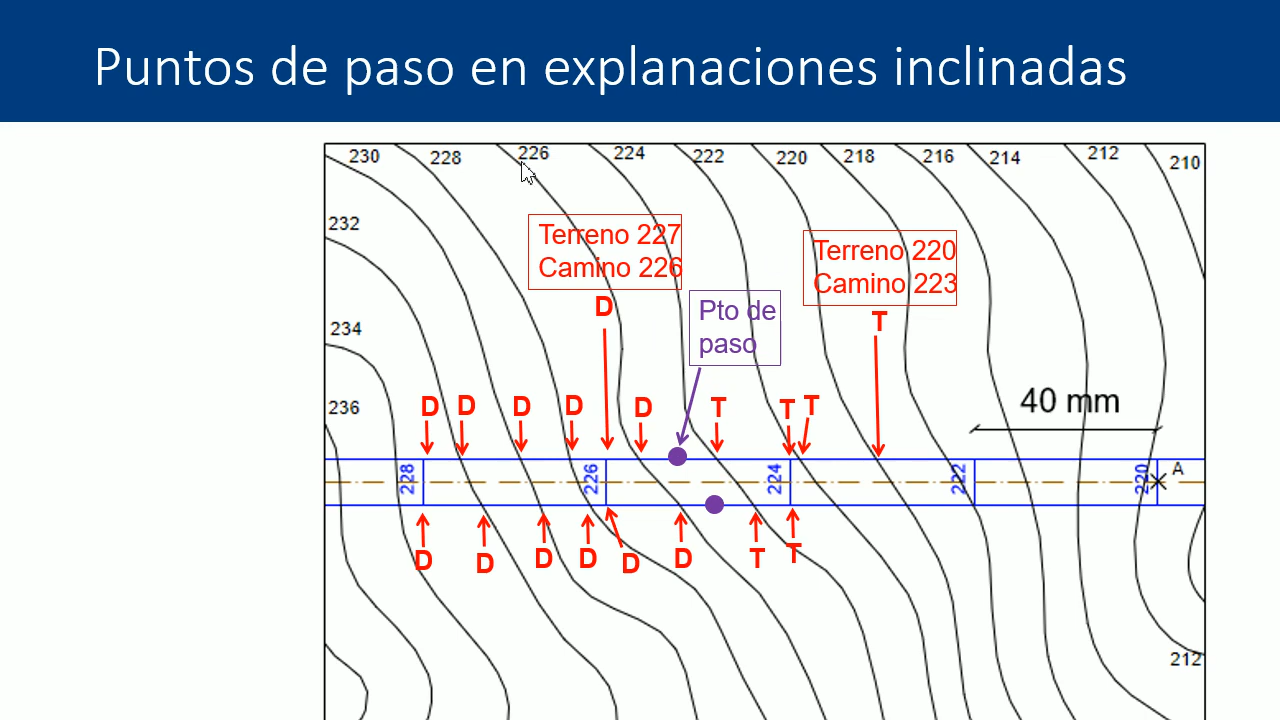 Puntos de paso en explanaciones inclinadas
230 228 226 224 222 220 218 216 214 212 210
232
Terreno 227
Camino 226
Terreno 220
Camino 223
D
Pto de
paso
T
234
236
40 mm
D D D D D T T T
228 226 224 222 220 A
D D D D D D T T
212